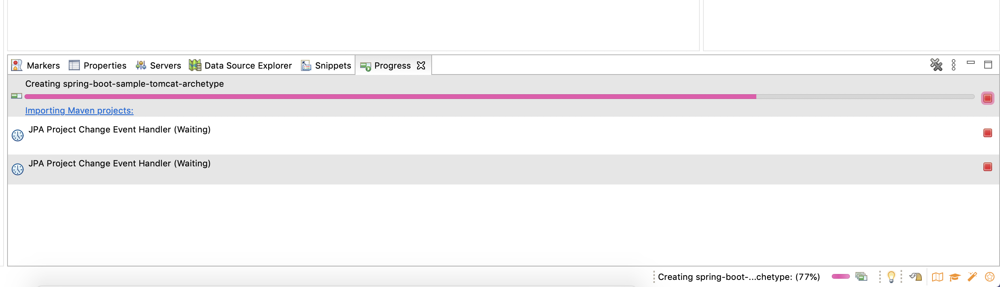 Markers Properties Servers Data Source Explorer Snippets Progress
Creating spring-boot-sample-tomcat-archetype
Importing Maven projects:
JPA Project Change Event Handler (Waiting)
JPA Project Change Event Handler (Waiting)
Creating spring-boot-...chetype: (77%)